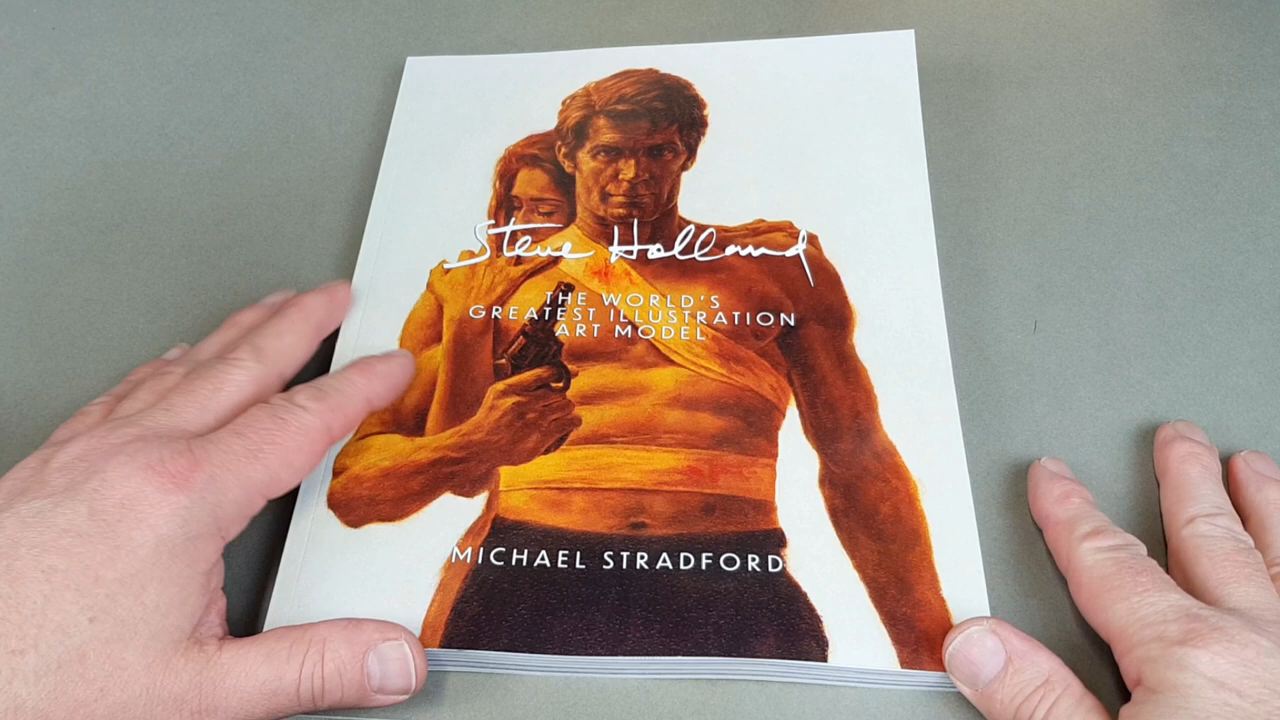 Steve Holland
THE WORLD'S
GREATEST ILLUSTRATION
ART MODEL
MICHAEL STRADFORD